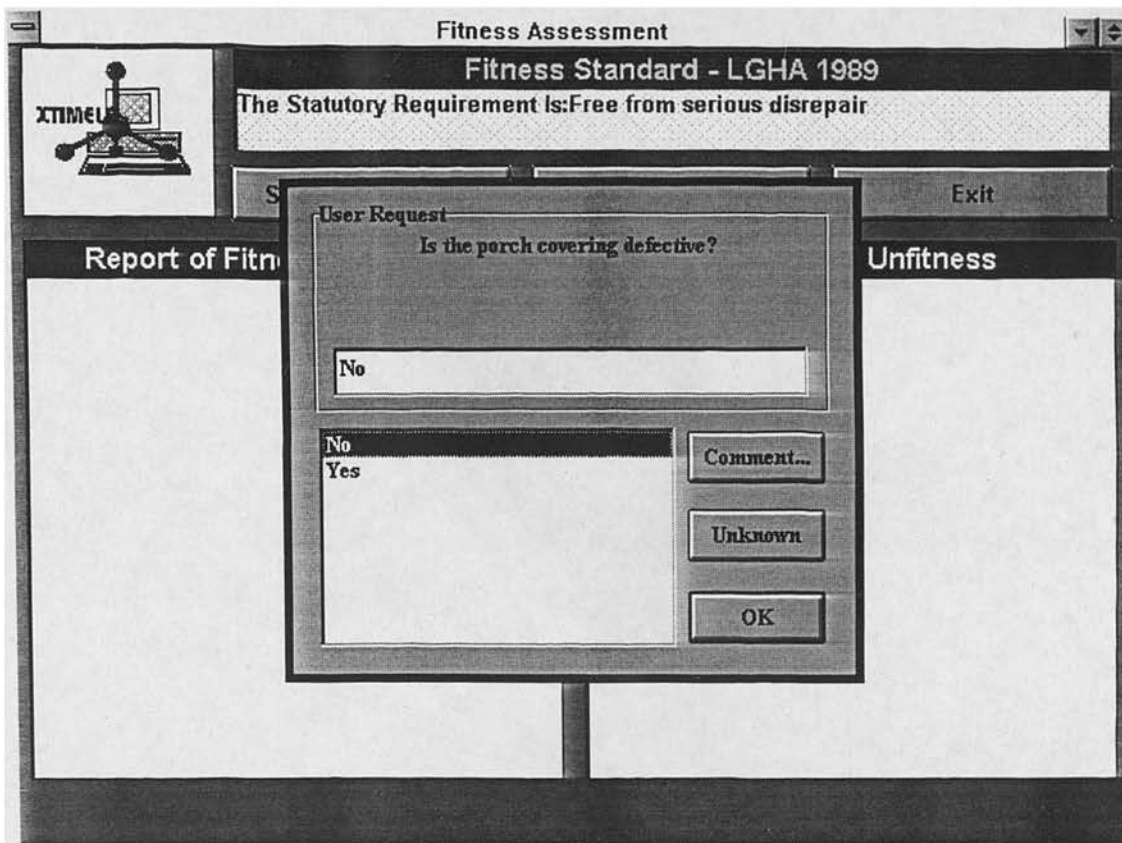 Fitness Assessment
Fitness Standard - LGHA 1989
XTIMEL
The Statutory Requirement Is:Free from serious disrepair
Exit
User Request
Is the porch covering defective?
Report of
Unfitness
No
No
Yes
Comment...
Unknown
OK